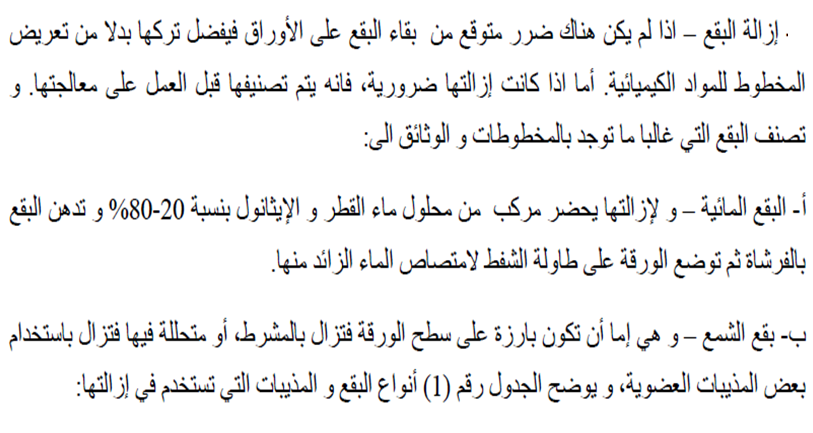 · إزالة البقع – اذا لم يكن هناك ضرر متوقع من بقاء البقع على الأوراق فيفضل تركها بدلا من تعريض
المخطوط للمواد الكيميائية. أما اذا كانت إزالتها ضرورية، فانه يتم تصنيفها قبل العمل على معالجتها. و
تصنف البقع التي غالبا ما توجد بالمخطوطات و الوثائق الى:
أ- البقع المائية – و لإزالتها يحضر مركب من محلول ماء القطر و الإيثانول بنسبة 20-80% و تدهن البقع
بالفرشاة ثم توضع الورقة على طاولة الشفط لامتصاص الماء الزائد منها.
ب- بقع الشمع – و هي إما أن تكون بارزة على سطح الورقة فتزال بالمشرط، أو متحللة فيها فتزال باستخدام
بعض المذيبات العضوية، و يوضح الجدول رقم (1) أنواع البقع و المذيبات التي تستخدم في إزالتها: